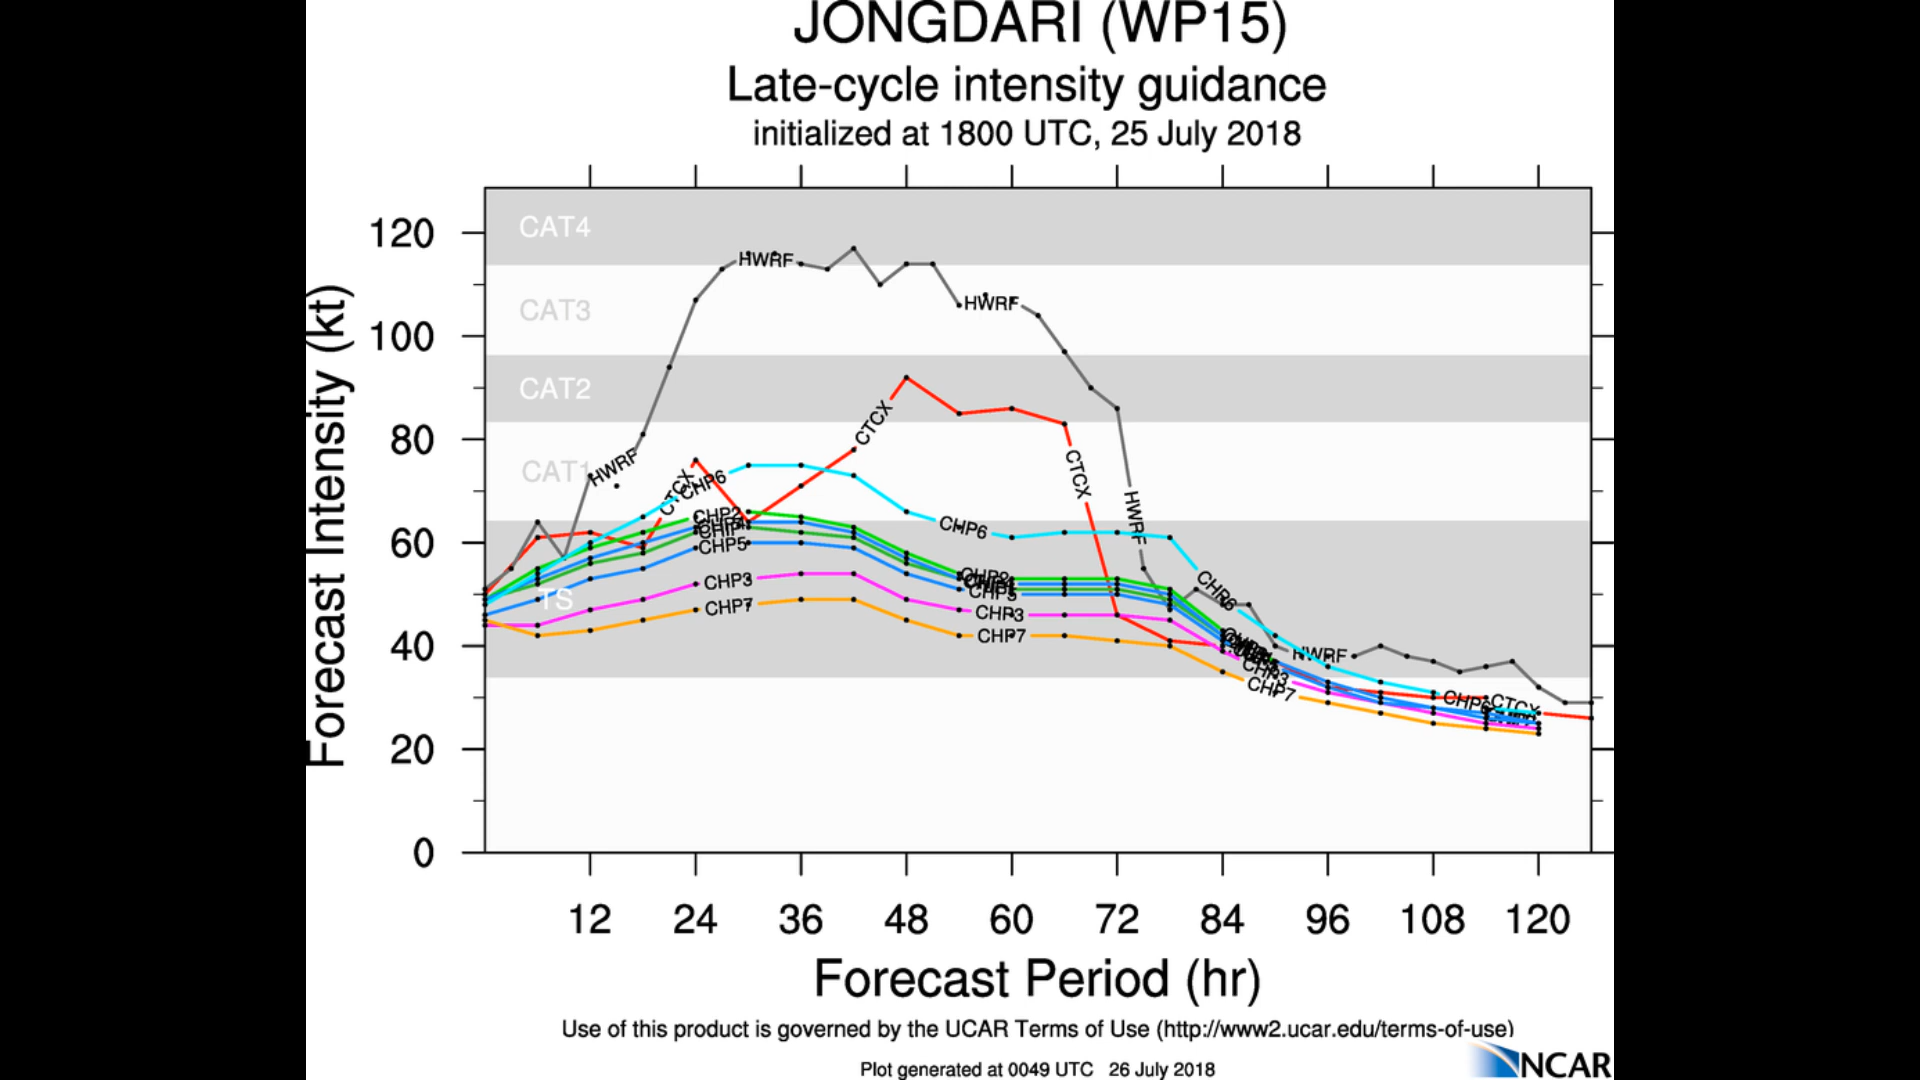 JONGDARI (WP15)
Late-cycle intensity guidance
initialized at 1800 UTC, 25 July 2018
Forecast Intensity (kt)
120
100
80
60
40
20
0
CAT4
CAT3
CAT2
CAT1
TS
HWRF
HWRF
HWRF
HWRF
HWRF
CTCX
CTCX
CTCX
CTCX
CHP6
CHP6
CHP6
CHP6
CHP2
CHP5
CHP3
CHP7
CHP2
CHP5
CHP3
CHP7
CHP3
CHP7
12 24 36 48 60 72 84 96 108 120
Forecast Period (hr)
Use of this product is governed by the UCAR Terms of Use (http://www2.ucar.edu/terms-of-use)
Plot generated at 0049 UTC 26 July 2018
NCAR